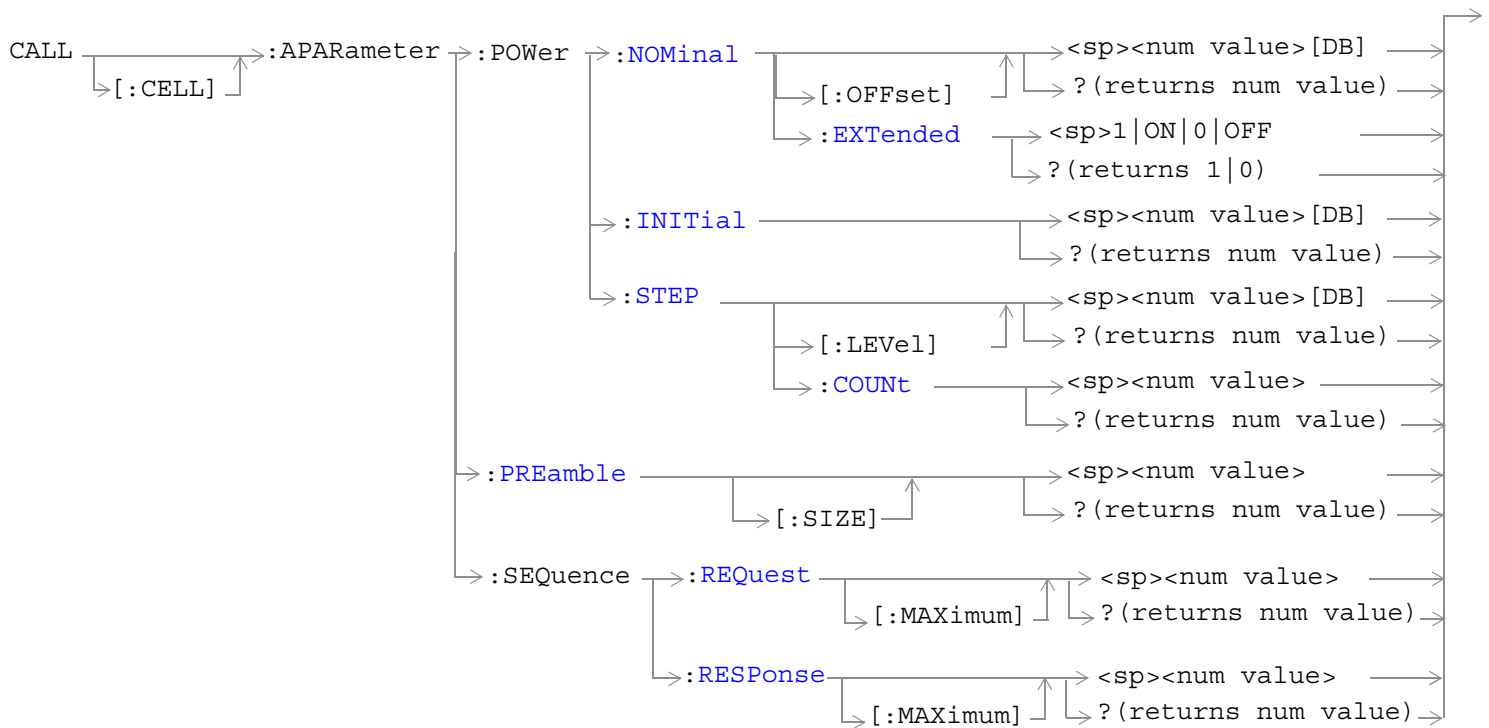 CALL :APARameter :POWer :NOMinal <sp><num value>[DB]
[:CELL] [:OFFset] ?(returns num value)
:EXTended <sp>1|ON|0|OFF
?(returns 1|0)
:INITial <sp><num value>[DB]
?(returns num value)
:STEP <sp><num value>[DB]
[:LEVel] ?(returns num value)
:COUNt <sp><num value>
?(returns num value)
:PREamble <sp><num value>
[:SIZE] ?(returns num value)
:SEQuence :REQuest <sp><num value>
[:MAXimum] ?(returns num value)
:RESPonse <sp><num value>
[:MAXimum] ?(returns num value)